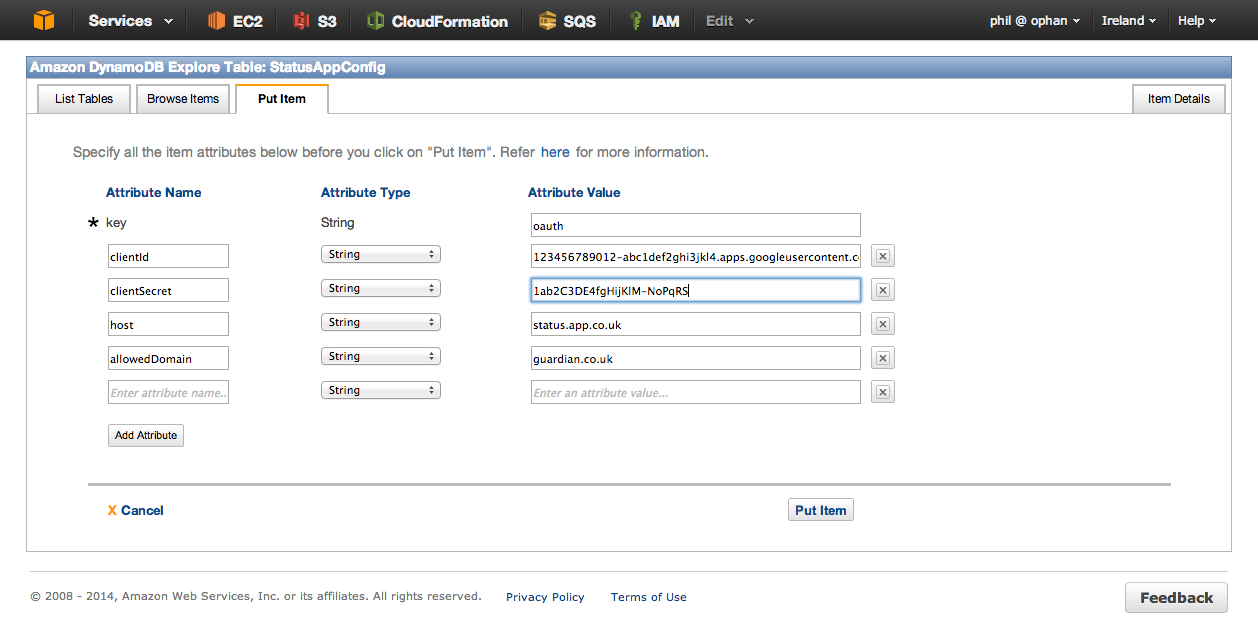 Services EC2 S3 CloudFormation SQS IAM Edit phil @ ophan Ireland Help
Amazon DynamoDB Explore Table: StatusAppConfig
List Tables Browse Items Put Item Item Details
Specify all the item attributes below before you click on "Put Item". Refer here for more information.
Attribute Name Attribute Type Attribute Value
* key String oauth
clientId String 123456789012-abc1def2ghi3jkl4.apps.googleusercontent.c
clientSecret String 1ab2C3DE4fgHijKlM-NoPqRS
host String status.app.co.uk
allowedDomain String guardian.co.uk
Enter attribute name.. String Enter an attribute value...
Add Attribute
X Cancel Put Item
© 2008 - 2014, Amazon Web Services, Inc. or its affiliates. All rights reserved. Privacy Policy Terms of Use
Feedback